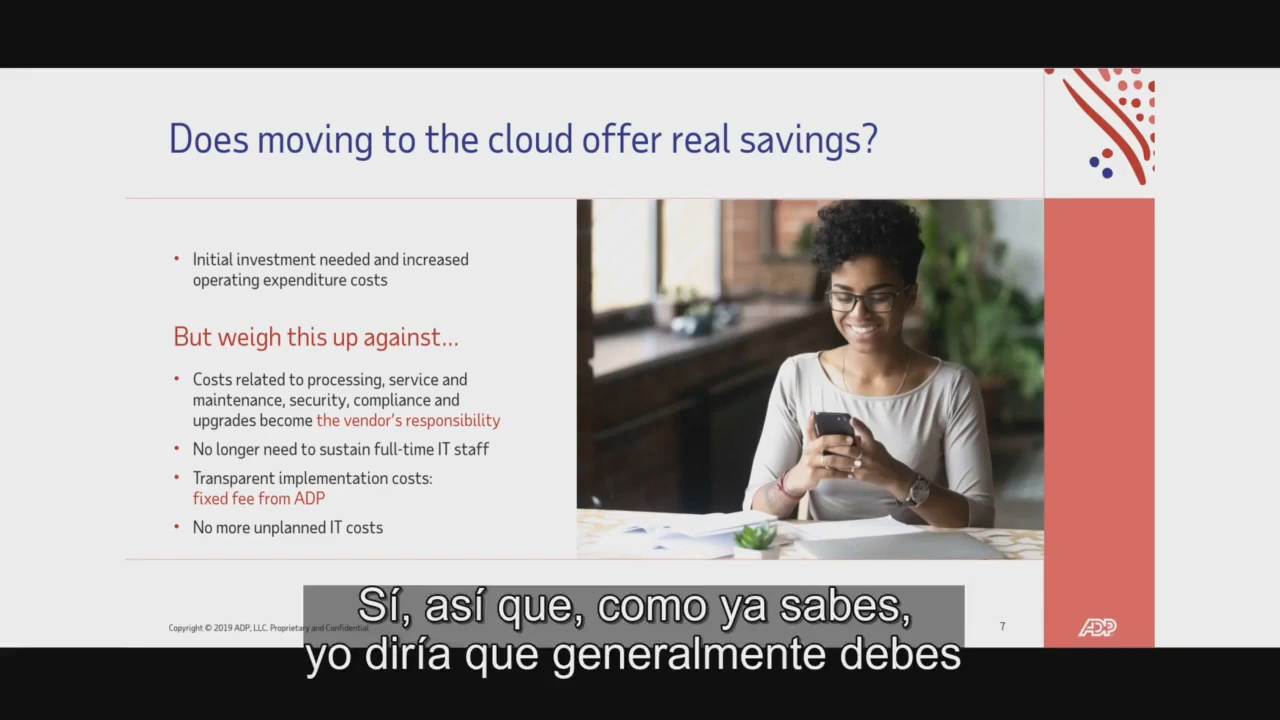 Does moving to the cloud offer real savings?
• Initial investment needed and increased
operating expenditure costs
But weigh this up against...
• Costs related to processing, service and
maintenance, security, compliance and
upgrades become the vendor's responsibility
• No longer need to sustain full-time IT staff
• Transparent implementation costs:
fixed fee from ADP
• No more unplanned IT costs
Copyright © 2019 ADP, LLC. Proprietary and Confidential
7
ADP
Sí, así que, como ya sabes,
yo diría que generalmente debes